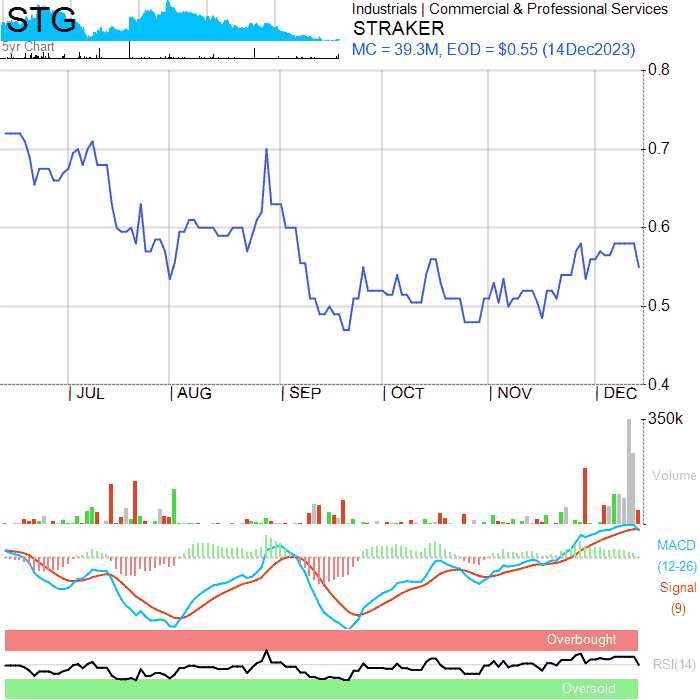 STG
5yr Chart
Industrials | Commercial & Professional Services
STRAKER
MC = 39.3M, EOD = $0.55 (14Dec2023)
0.8
0.7
0.6
0.5
0.4
JUL
AUG
SEP
OCT
NOV
DEC
350k
Volume
MACD
(12-26)
Signal
(9)
Overbought
RSI(14)
Oversold